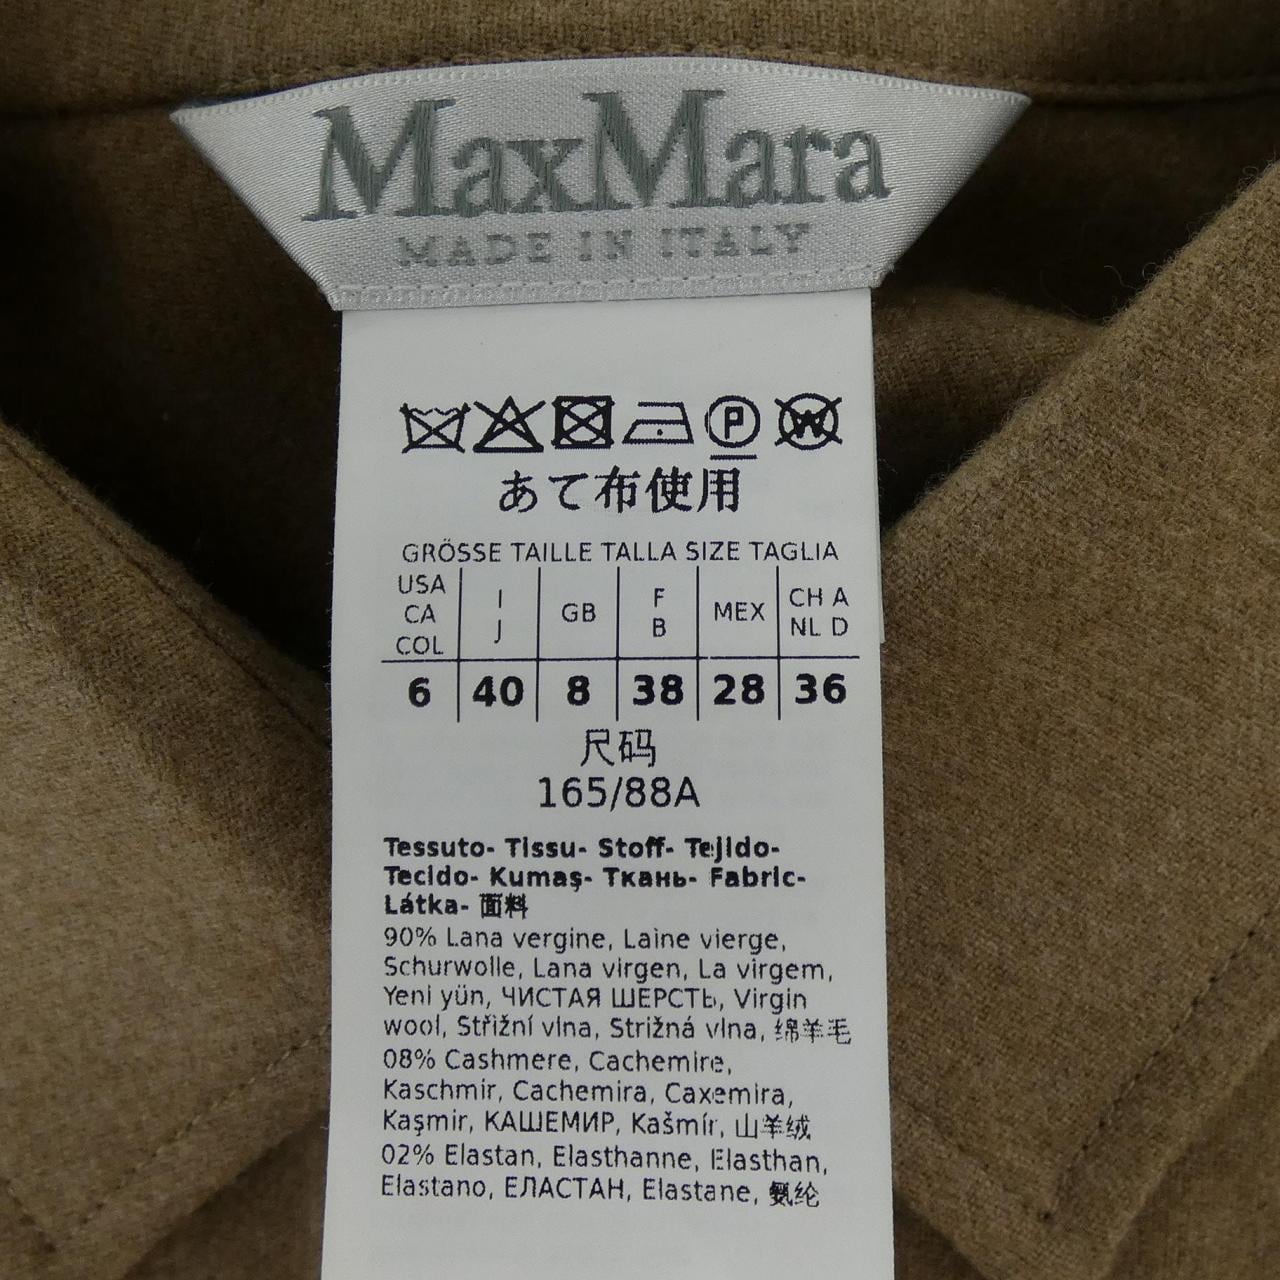 MaxMara
MADE IN ITALY
P W
あて布使用
GRÖSSE TAILLE TALLA SIZE TAGLIA
USA CA COL | I J | GB | F B | MEX | CH A NL D
6 | 40 | 8 | 38 | 28 | 36
尺码
165/88A
Tessuto- Tissu- Stoff- Tejido-
Tecido- Kumaş- Ткань- Fabric-
Látka- 面料
90% Lana vergine, Laine vierge,
Schurwolle, Lana virgen, La virgem,
Yeni yün, ЧИСТАЯ ШЕРСТЬ, Virgin
wool, Střižní vlna, Strižná vlna, 绵羊毛
08% Cashmere, Cachemire,
Kaschmir, Cachemira, Caxemira,
Kaşmir, КАШЕМИР, Kašmír, 山羊绒
02% Elastan, Elasthanne, Elasthan,
Elastano, ЕЛАСТАН, Elastane, 氨纶